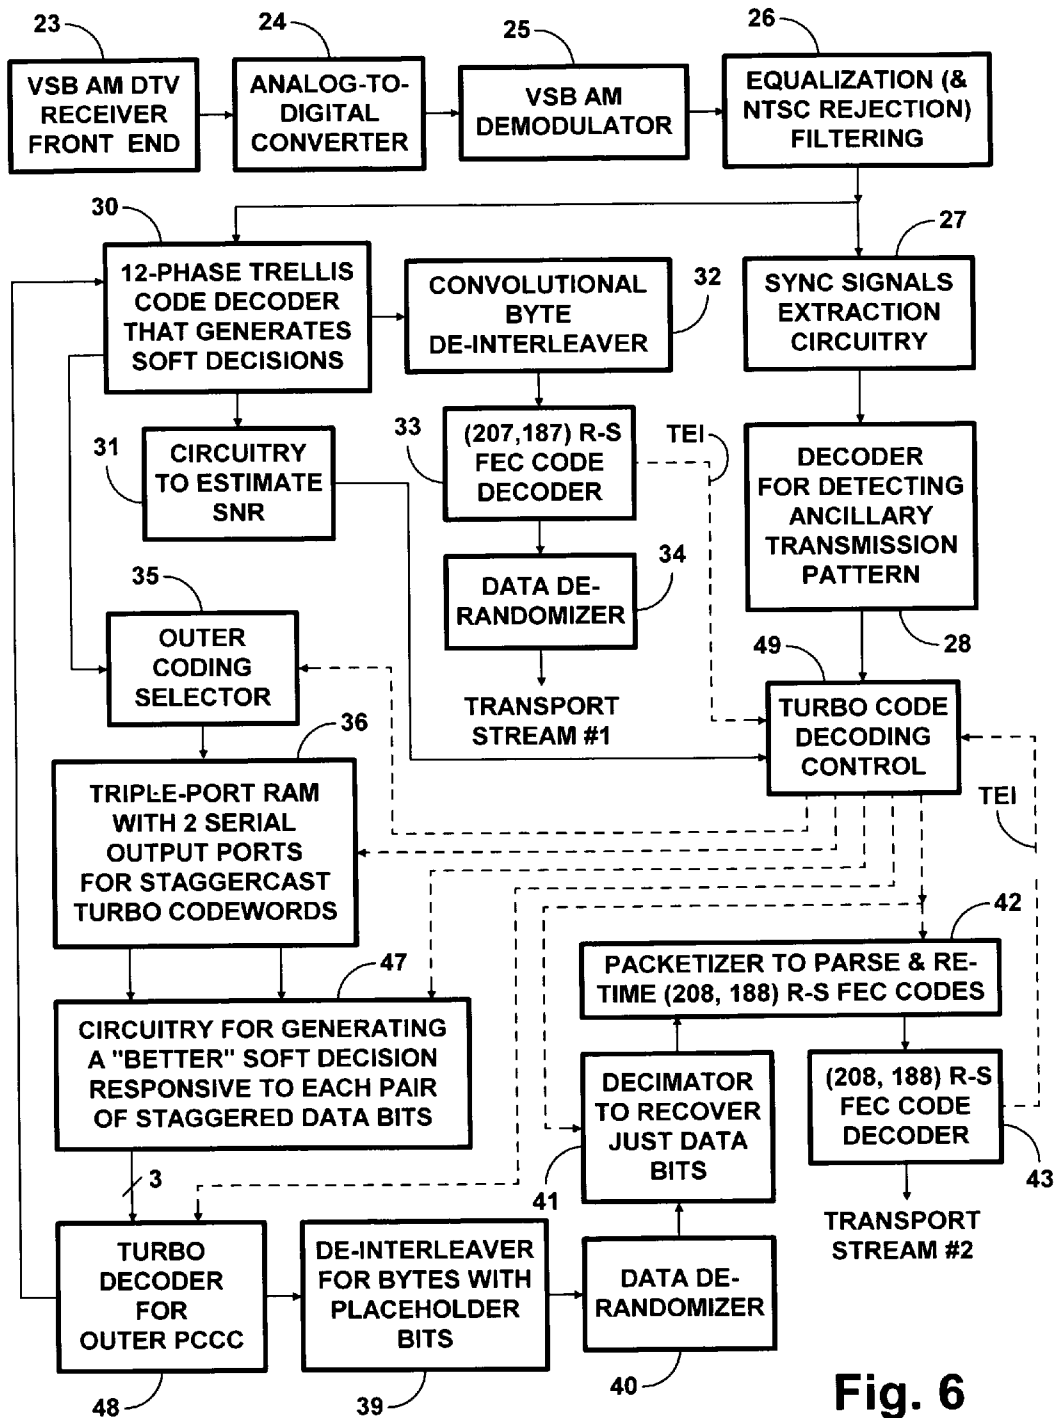 23
VSB AM DTV
RECEIVER
FRONT END
24
ANALOG-TO-
DIGITAL
CONVERTER
25
VSB AM
DEMODULATOR
26
EQUALIZATION (&
NTSC REJECTION)
FILTERING
30
12-PHASE TRELLIS
CODE DECODER
THAT GENERATES
SOFT DECISIONS
32
CONVOLUTIONAL
BYTE
DE-INTERLEAVER
27
SYNC SIGNALS
EXTRACTION
CIRCUITRY
31
CIRCUITRY
TO ESTIMATE
SNR
33
(207,187) R-S
FEC CODE
DECODER
TEI
DECODER
FOR DETECTING
ANCILLARY
TRANSMISSION
PATTERN
28
34
DATA DE-
RANDOMIZER
TRANSPORT
STREAM #1
35
OUTER
CODING
SELECTOR
49
TURBO CODE
DECODING
CONTROL
TEI
36
TRIPLE-PORT RAM
WITH 2 SERIAL
OUTPUT PORTS
FOR STAGGERCAST
TURBO CODEWORDS
42
PACKETIZER TO PARSE & RE-
TIME (208, 188) R-S FEC CODES
47
CIRCUITRY FOR GENERATING
A "BETTER" SOFT DECISION
RESPONSIVE TO EACH PAIR
OF STAGGERED DATA BITS
3
DECIMATOR
TO RECOVER
JUST DATA
BITS
41
(208, 188) R-S
FEC CODE
DECODER
43
TRANSPORT
STREAM #2
TURBO
DECODER
FOR
OUTER PCCC
48
DE-INTERLEAVER
FOR BYTES WITH
PLACEHOLDER
BITS
39
DATA DE-
RANDOMIZER
40
Fig. 6